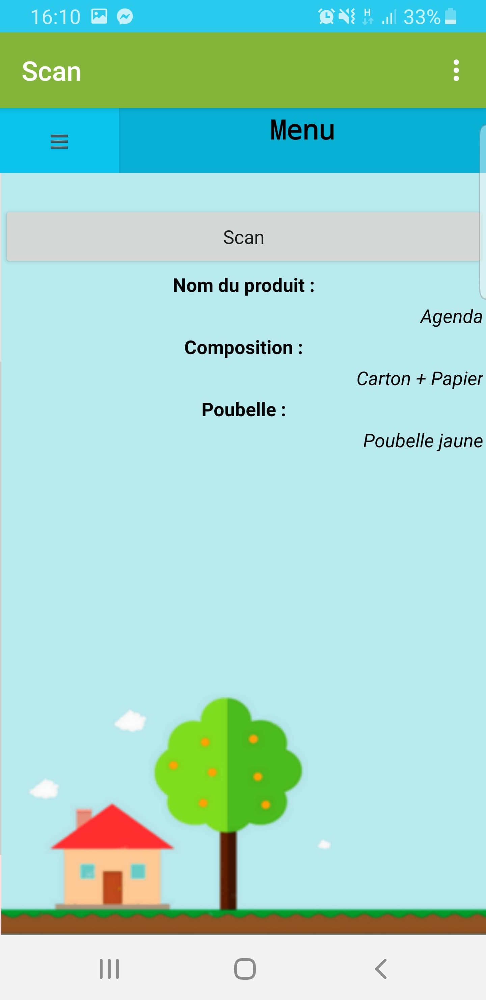 16:10 H 33%
Scan
Menu
Scan
Nom du produit :
Agenda
Composition :
Carton + Papier
Poubelle :
Poubelle jaune